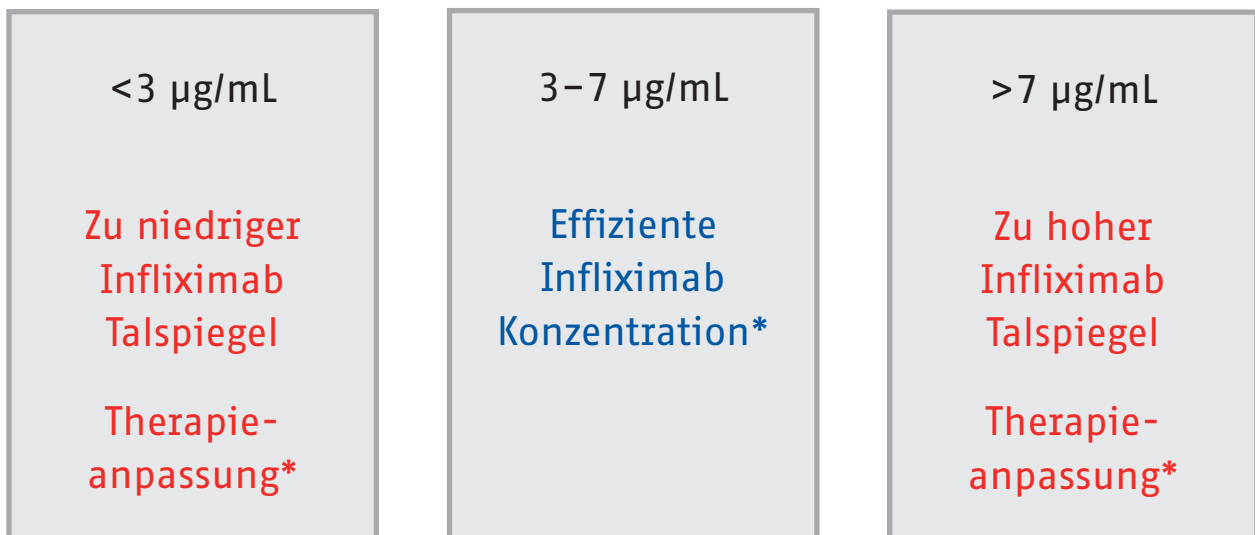 <3 µg/mL
Zu niedriger
Infliximab
Talspiegel
Therapie-
anpassung*
3–7 µg/mL
Effiziente
Infliximab
Konzentration*
>7 µg/mL
Zu hoher
Infliximab
Talspiegel
Therapie-
anpassung*